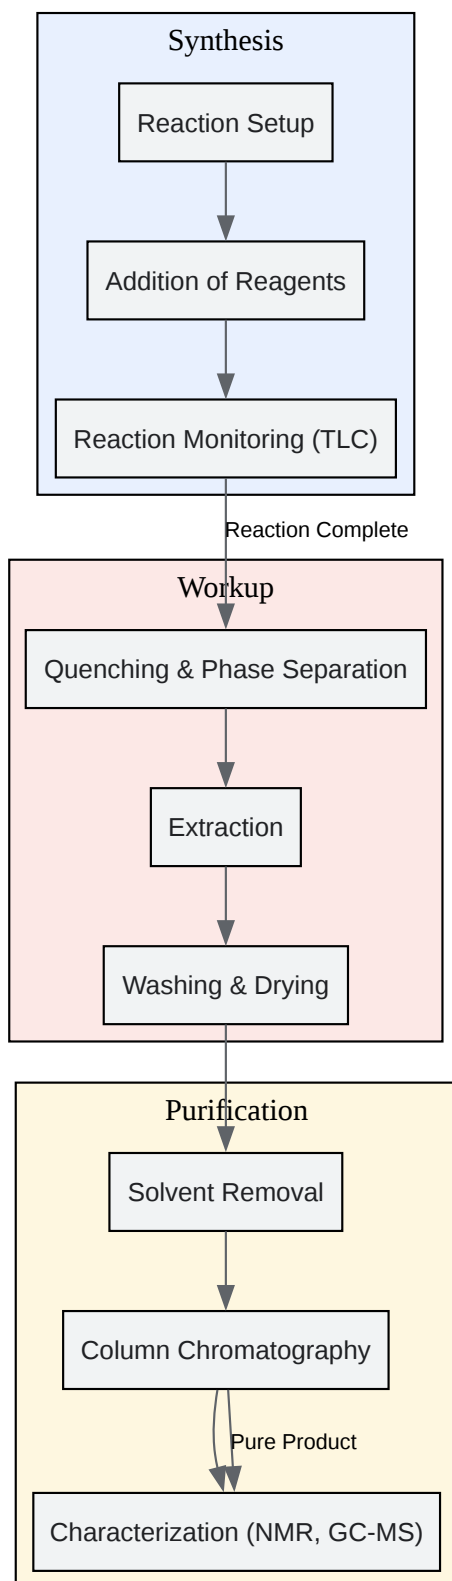 Synthesis
Reaction Setup
Addition of Reagents
Reaction Monitoring (TLC)
Reaction Complete
Workup
Quenching & Phase Separation
Extraction
Washing & Drying
Purification
Solvent Removal
Column Chromatography
Pure Product
Characterization (NMR, GC-MS)